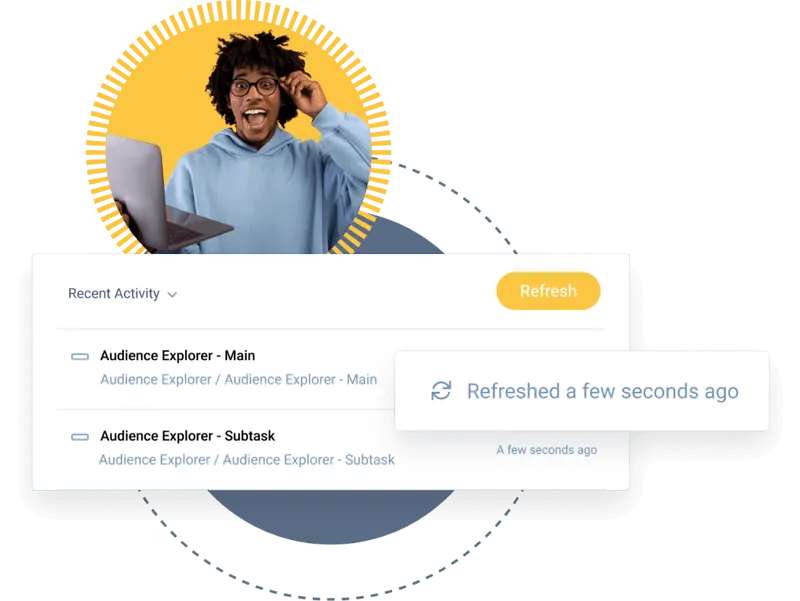 Recent Activity
Refresh
Audience Explorer - Main
Audience Explorer / Audience Explorer - Main
Refreshed a few seconds ago
Audience Explorer - Subtask
A few seconds ago
Audience Explorer / Audience Explorer - Subtask